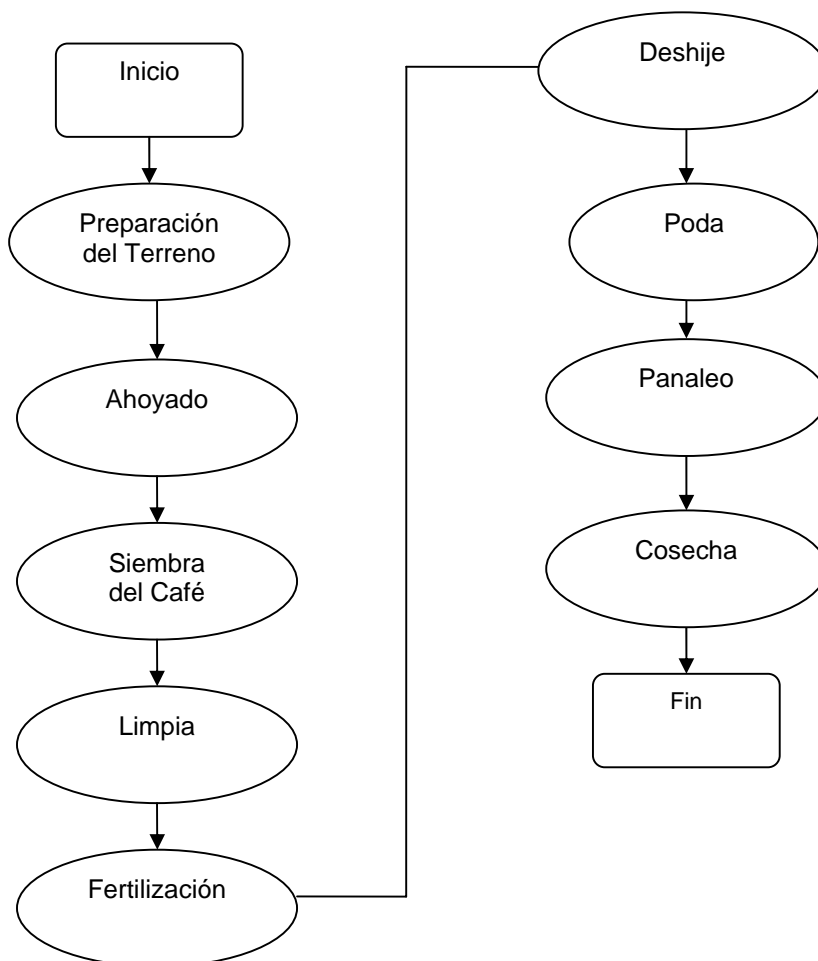 Inicio
Preparación
del Terreno
Ahoyado
Siembra
del Café
Limpia
Fertilización
Deshije
Poda
Panaleo
Cosecha
Fin